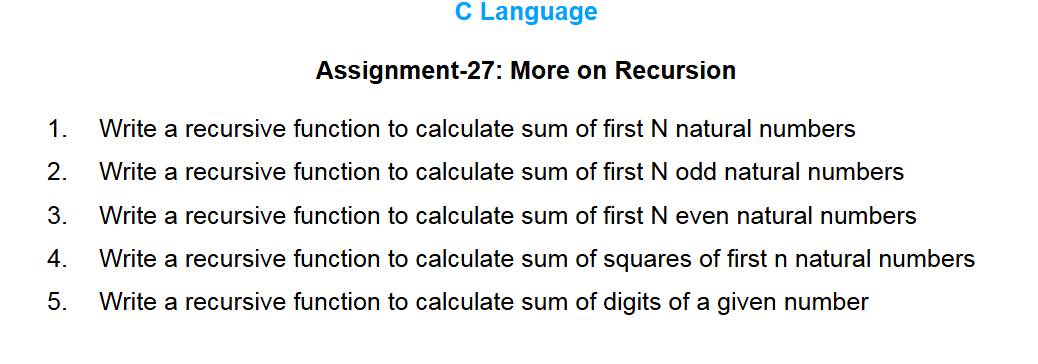 C Language
Assignment-27: More on Recursion
1. Write a recursive function to calculate sum of first N natural numbers
2. Write a recursive function to calculate sum of first N odd natural numbers
3. Write a recursive function to calculate sum of first N even natural numbers
4. Write a recursive function to calculate sum of squares of first n natural numbers
5. Write a recursive function to calculate sum of digits of a given number